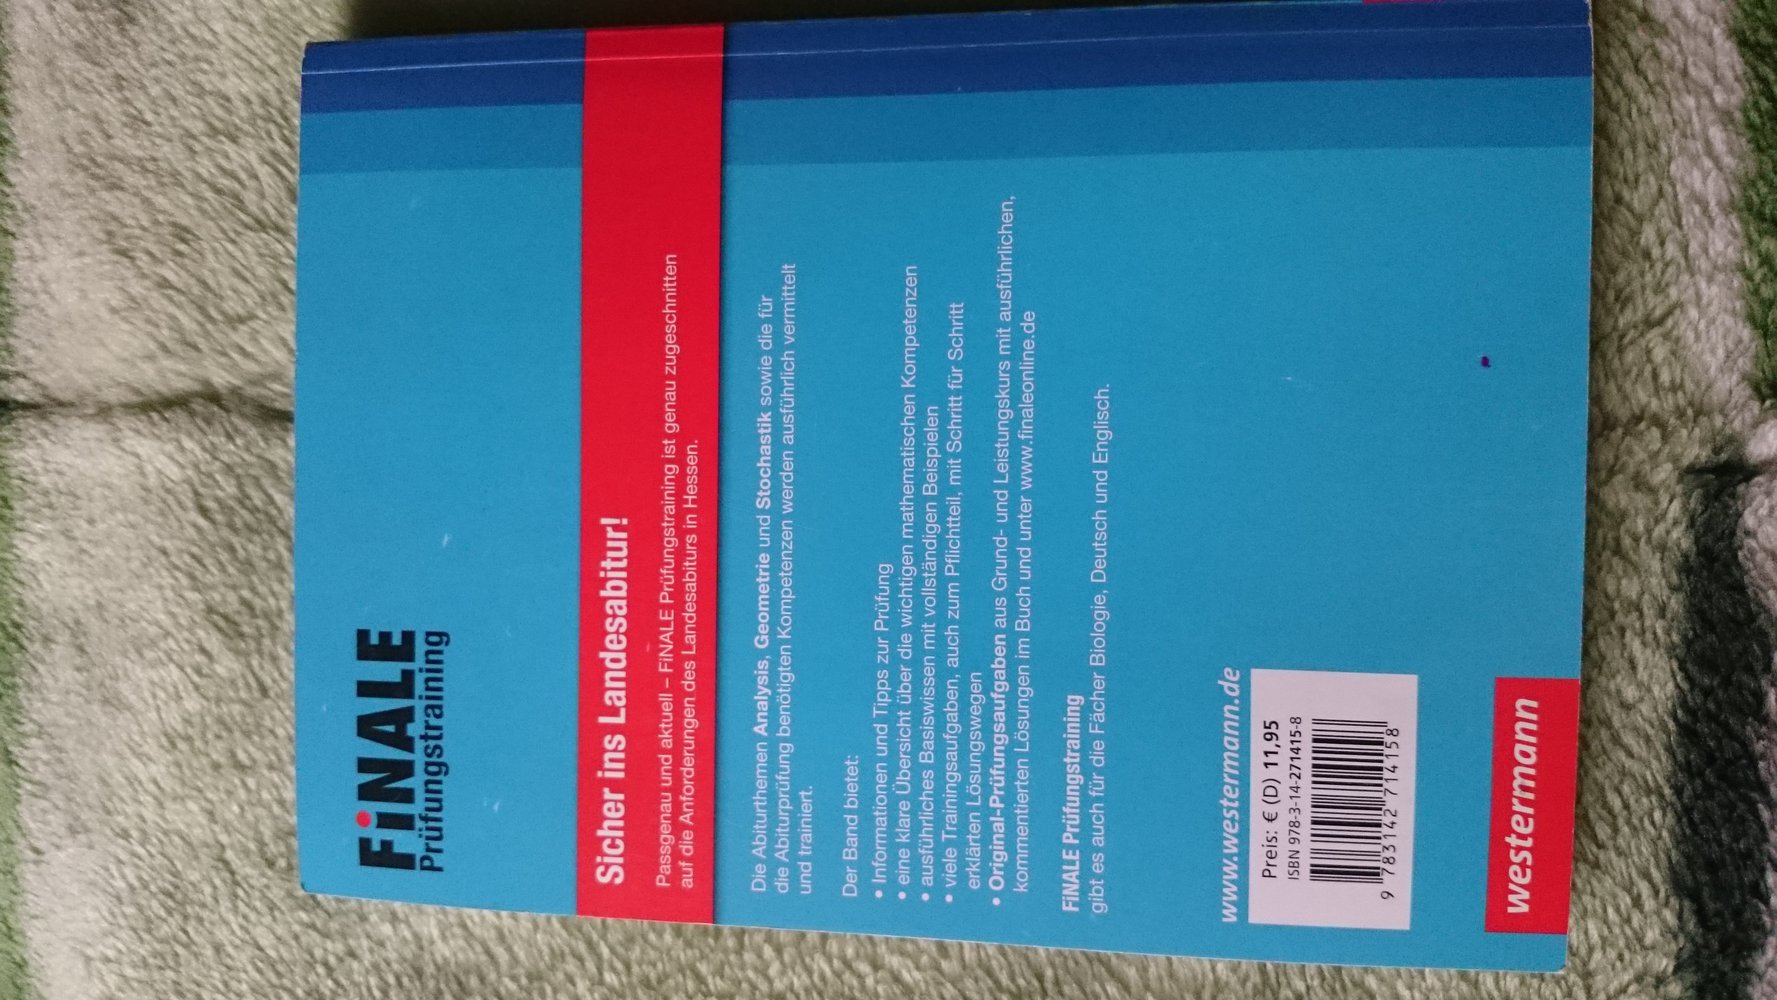 FiNALE
Prüfungstraining
Sicher ins Landesabitur!
Passgenau und aktuell – FiNALE Prüfungstraining ist genau zugeschnitten
auf die Anforderungen des Landesabiturs in Hessen.
Die Abiturthemen Analysis, Geometrie und Stochastik sowie die für
die Abiturprüfung benötigten Kompetenzen werden ausführlich vermittelt
und trainiert.
Der Band bietet:
• Informationen und Tipps zur Prüfung
• eine klare Übersicht über die wichtigen mathematischen Kompetenzen
• ausführliches Basiswissen mit vollständigen Beispielen
• viele Trainingsaufgaben, auch zum Pflichtteil, mit Schritt für Schritt
erklärten Lösungswegen
• Original-Prüfungsaufgaben aus Grund- und Leistungskurs mit ausführlichen,
kommentierten Lösungen im Buch und unter www.finaleonline.de
FiNALE Prüfungstraining
gibt es auch für die Fächer Biologie, Deutsch und Englisch.
www.westermann.de
Preis: € (D) 11,95
ISBN 978-3-14-271415-8
9 783142 714158
westermann